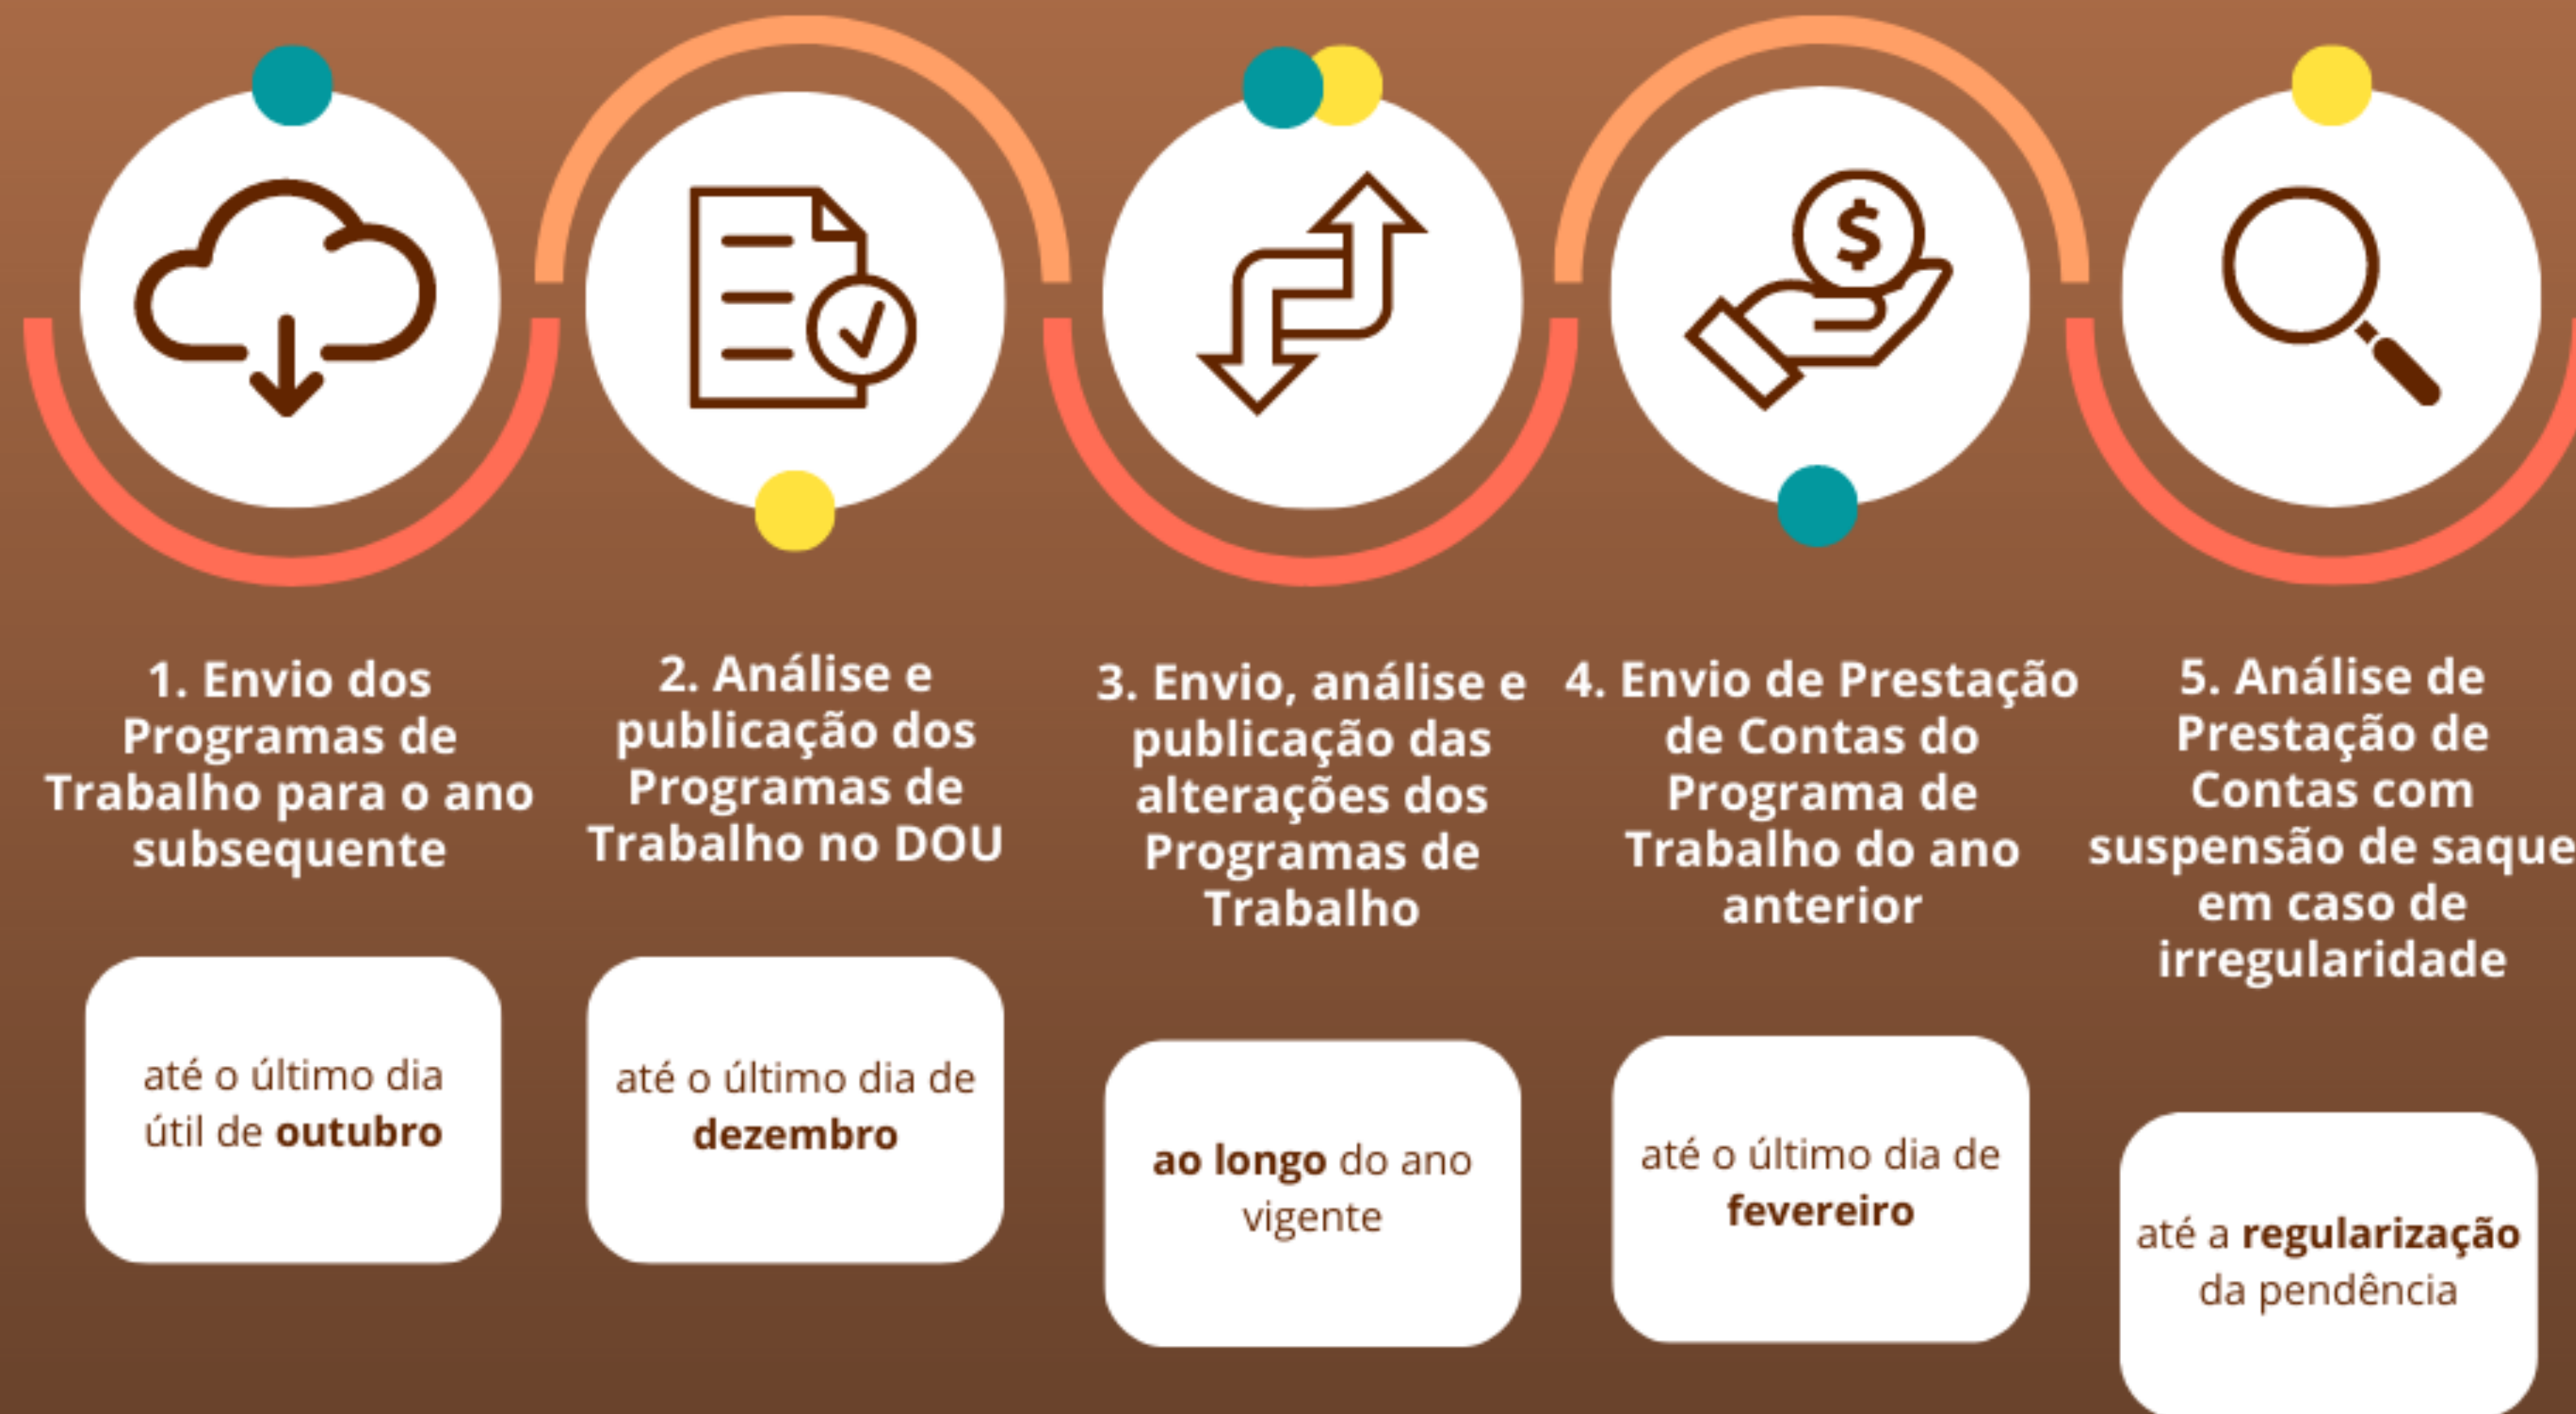 1. Envio dos
Programas de
Trabalho para o ano
subsequente
até o último dia
útil de outubro
2. Análise e
publicação dos
Programas de
Trabalho no DOU
até o último dia de
dezembro
3. Envio, análise e
publicação das
alterações dos
Programas de
Trabalho
ao longo do ano
vigente
$
4. Envio de Prestação
de Contas do
Programa de
Trabalho do ano
anterior
até o último dia de
fevereiro
5. Análise de
Prestação de
Contas com
suspensão de saque
em caso de
irregularidade
até a regularização
da pendência